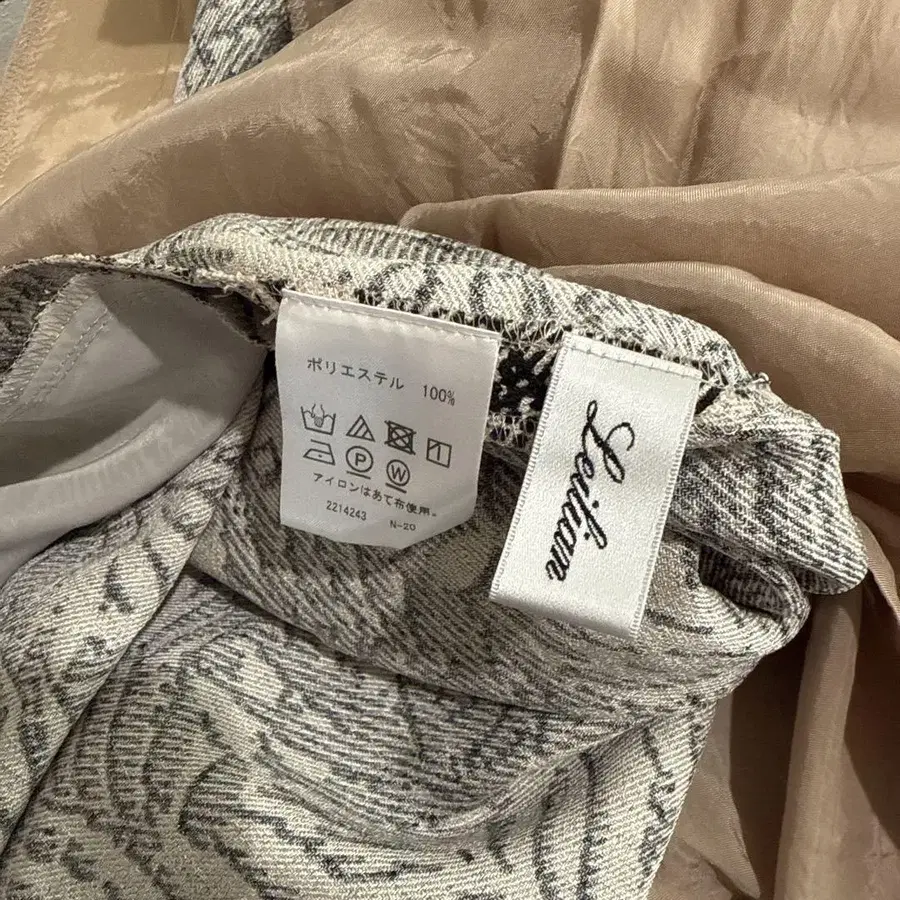 ポリエステル 100%
P W
アイロンはあて布使用。
2214243 N-20
Leilian